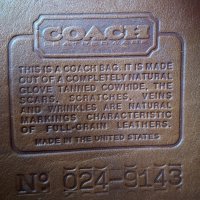 COACH
LEATHERWARE
THIS IS A COACH BAG. IT IS MADE
OUT OF A COMPLETELY NATURAL
GLOVE TANNED COWHIDE, THE
SCARS, SCRATCHES, VEINS
AND WRINKLES ARE NATURAL
MARKINGS CHARACTERISTIC
OF FULL-GRAIN LEATHERS.
MADE IN THE UNITED STATES
No 024-9143